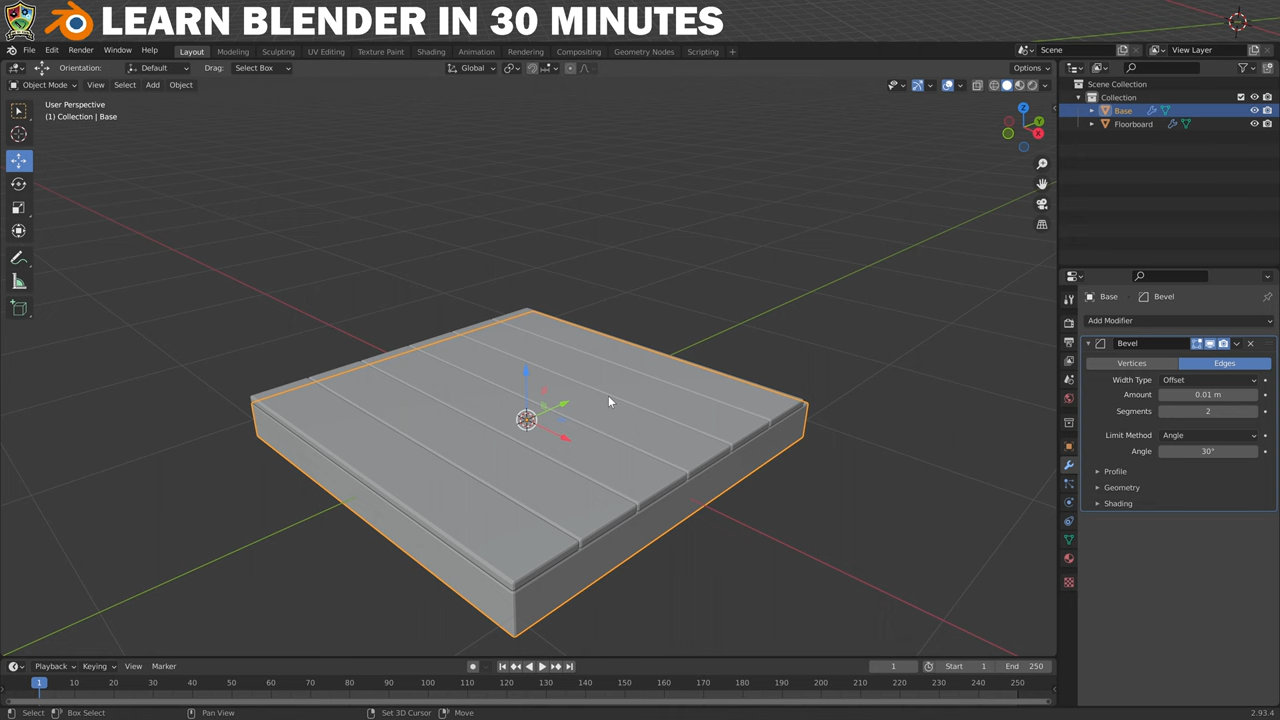 LEARN BLENDER IN 30 MINUTES
File Edit Render Window Help
Layout Modeling Sculpting UV Editing Texture Paint Shading Animation Rendering Compositing Geometry Nodes Scripting +
Scene
View Layer
Orientation: Default Drag: Select Box Global Options
Object Mode View Select Add Object
User Perspective
(1) Collection | Base
Z
Y
X
Scene Collection
Collection
Base
Floorboard
Base > Bevel
Add Modifier
Bevel
Vertices Edges
Width Type Offset
Amount 0.01 m
Segments 2
Limit Method Angle
Angle 30°
Profile
Geometry
Shading
Playback Keying View Marker 1 Start 1 End 250
1 10 20 30 40 50 60 70 80 90 100 110 120 130 140 150 160 170 180 190 200 210 220 230 240 250
Select Box Select Pan View Set 3D Cursor Move 2.93.4